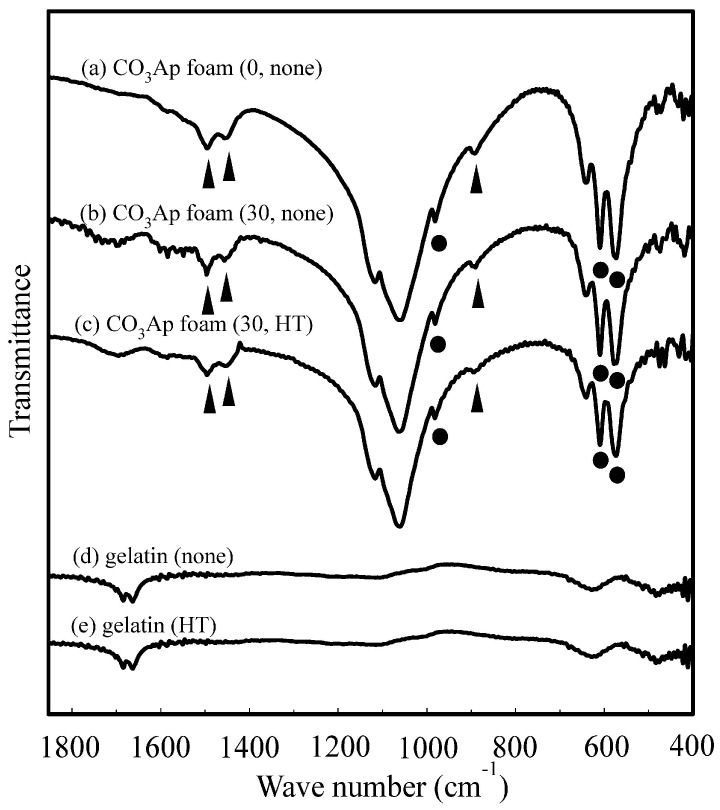 (a) CO₃Ap foam (0, none)
(b) CO₃Ap foam (30, none)
(c) CO₃Ap foam (30, HT)
(d) gelatin (none)
(e) gelatin (HT)
Transmittance
1800 1600 1400 1200 1000 800 600 400
Wave number (cm⁻¹)